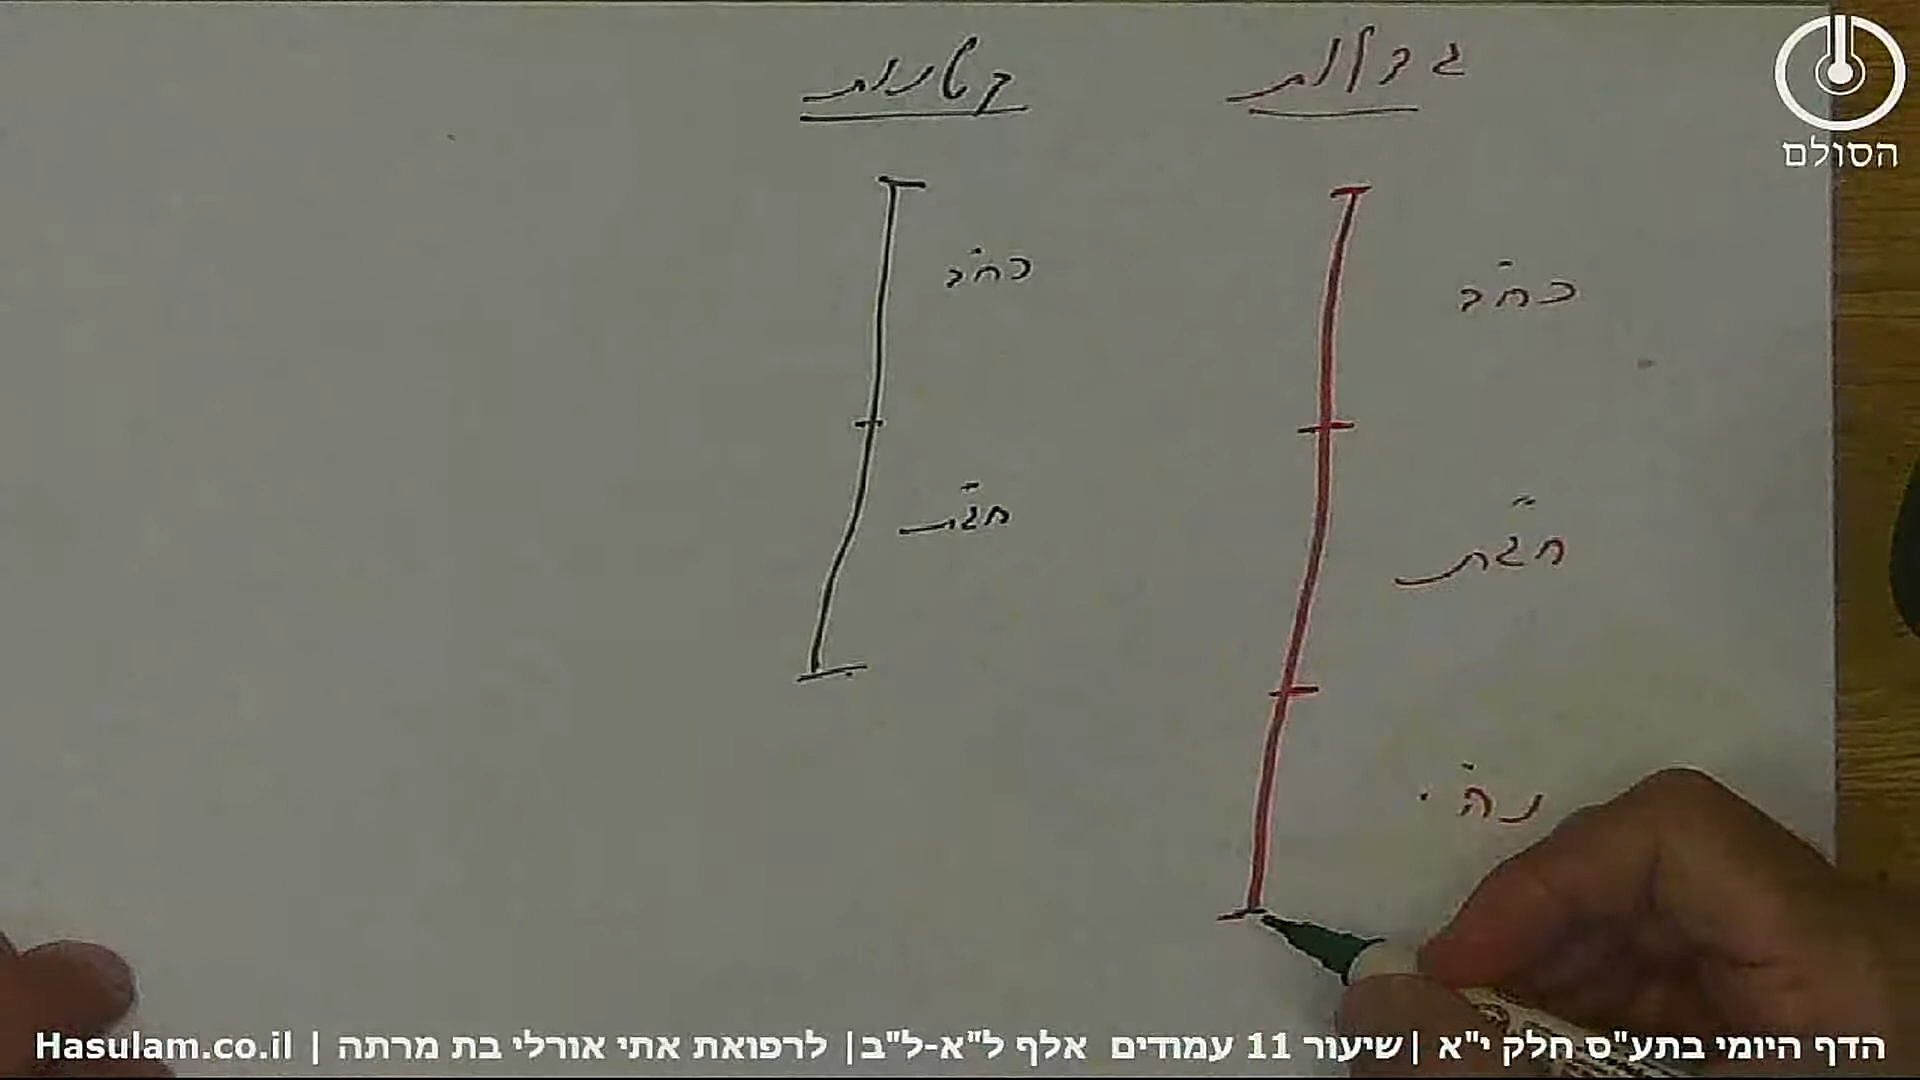 גדלות
קטנות
הסולם
כח"ב
כח"ב
חג"ת
חג"ת
נה"י
הדף היומי בתע"ס חלק י"א | שיעור 11 עמודים אלף ל"א-ל"ב | לרפואת אתי אורלי בת מרתה | Hasulam.co.il